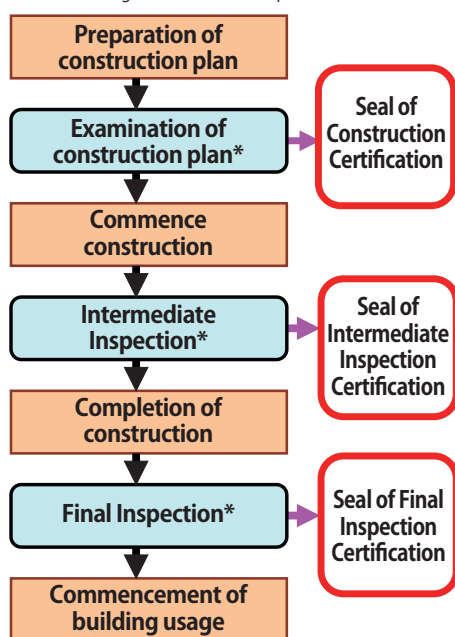 Preparation of
construction plan
Examination of
construction plan*
Seal of
Construction
Certification
Commence
construction
Intermediate
Inspection*
Seal of
Intermediate
Inspection
Certification
Completion of
construction
Final Inspection*
Seal of Final
Inspection
Certification
Commencement of
building usage